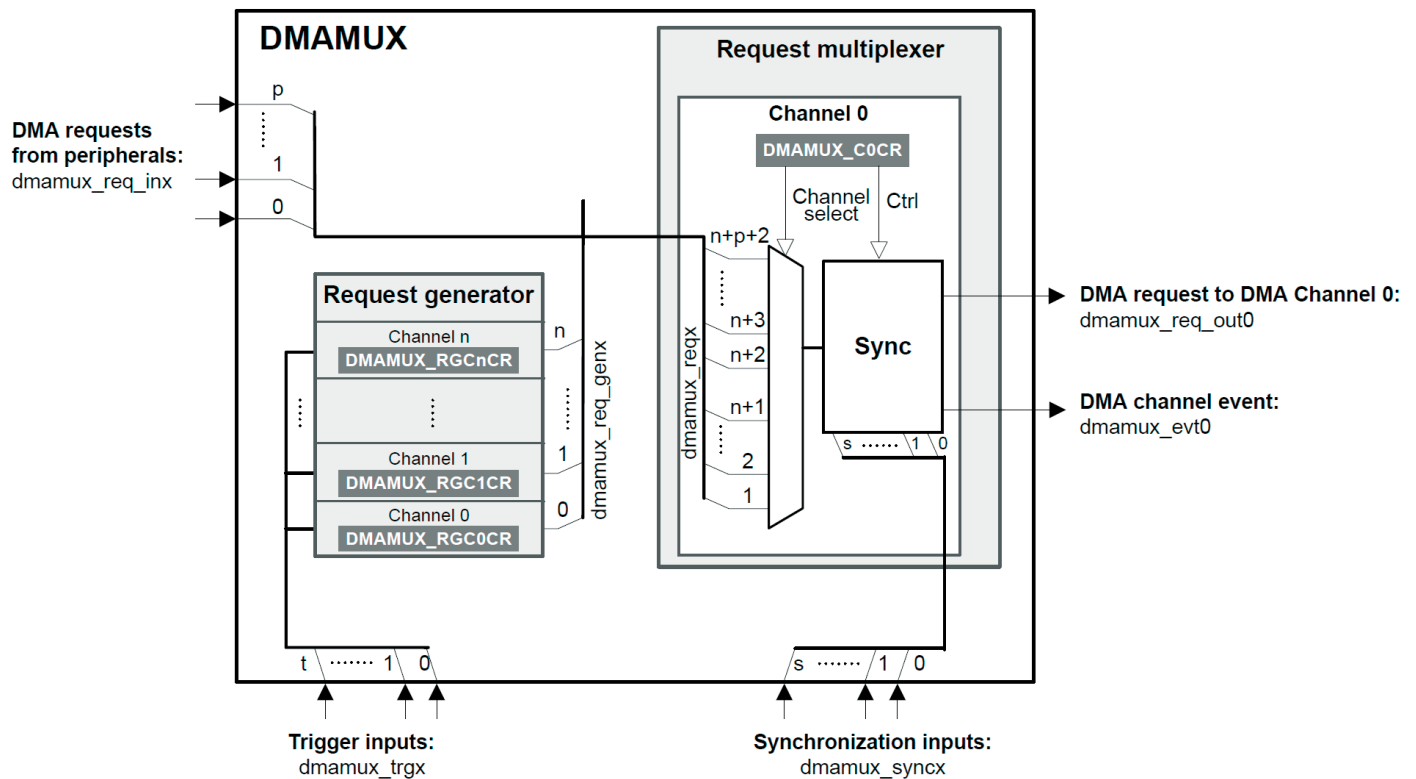 DMAMUX
Request multiplexer
Channel 0
DMAMUX_C0CR
Channel
select
Ctrl
p
1
0
DMA requests
from peripherals:
dmamux_req_inx
Request generator
Channel n
DMAMUX_RGCnCR
Channel 1
DMAMUX_RGC1CR
Channel 0
DMAMUX_RGC0CR
n
1
0
dmamux_req_genx
dmamux_reqx
n+p+2
n+3
n+2
n+1
2
1
Sync
s ...... 1 0
DMA request to DMA Channel 0:
dmamux_req_out0
DMA channel event:
dmamux_evt0
t ....... 1 0
s ....... 1 0
Trigger inputs:
dmamux_trgx
Synchronization inputs:
dmamux_syncx